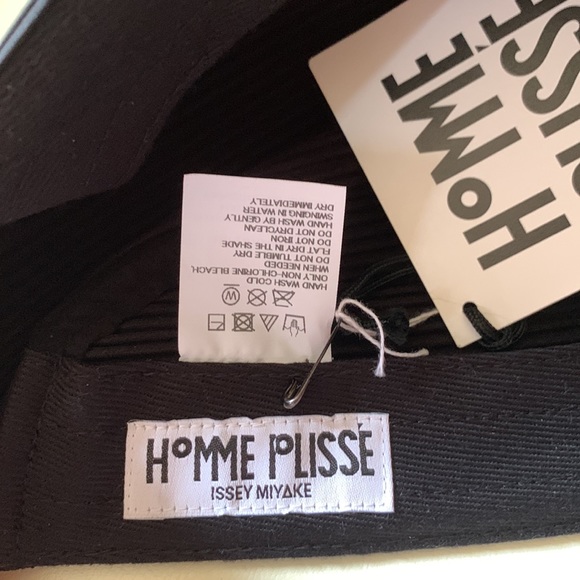 HOMME PLISSÉ
ISSEY MIYAKE
HAND WASH COLD
ONLY NON-CHLORINE BLEACH,
WHEN NEEDED
DO NOT TUMBLE DRY
FLAT DRY IN THE SHADE
DO NOT IRON
DO NOT DRYCLEAN
HAND WASH BY GENTLY
SWINGING IN WATER
DRY IMMEDIATELY
W
HOMME